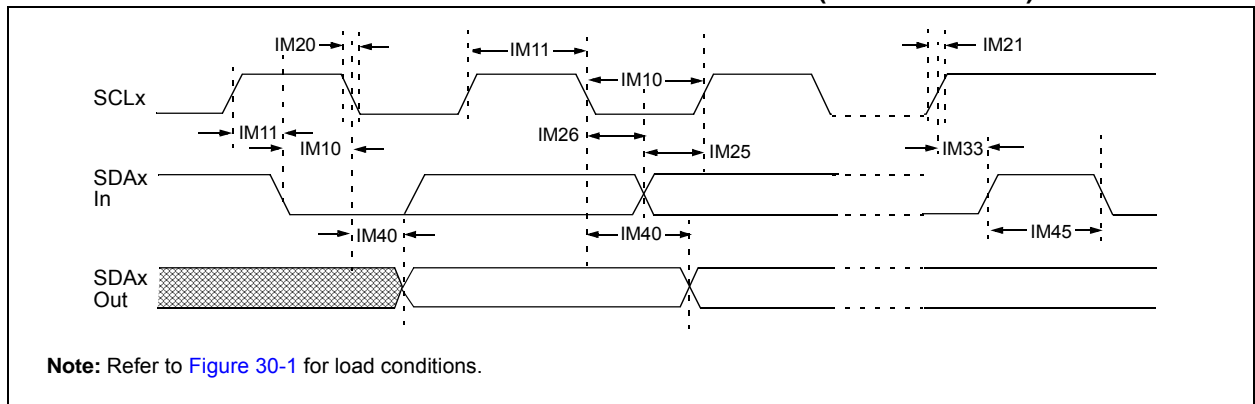 IM20
IM11
IM21
IM10
SCLx
IM11
IM26
IM10
IM25
IM33
SDAx
In
IM40
IM40
IM45
SDAx
Out
Note: Refer to Figure 30-1 for load conditions.